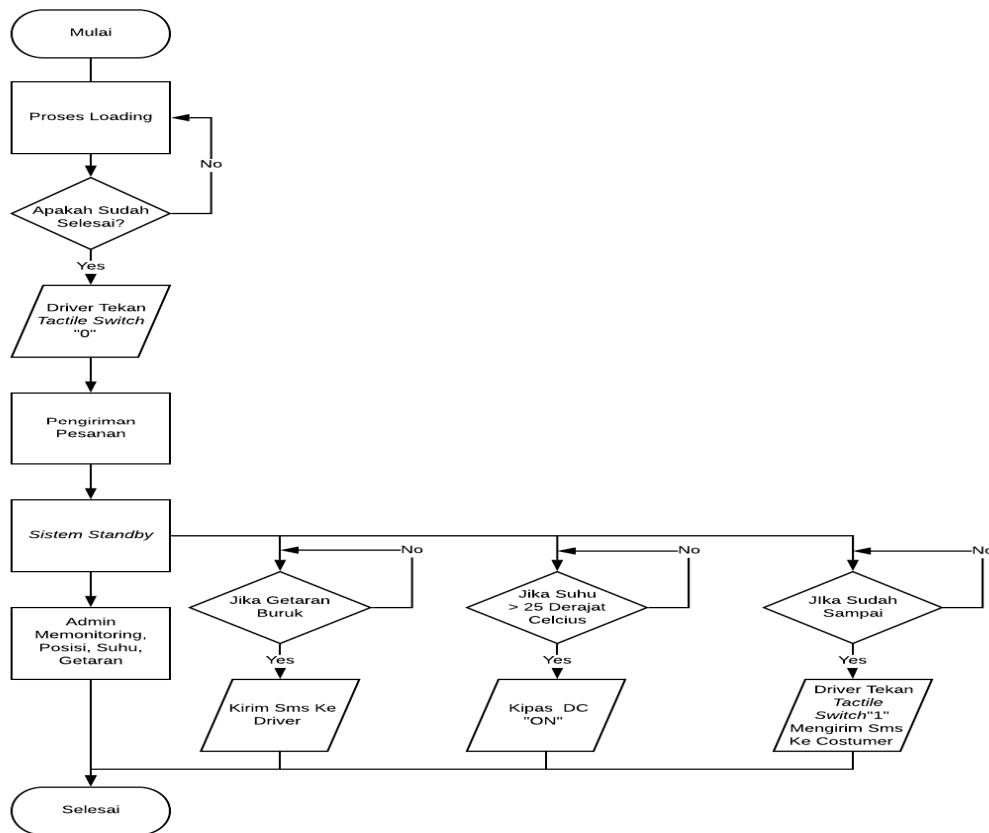 Mulai
Proses Loading
No
Apakah Sudah
Selesai?
Yes
Driver Tekan
Tactile Switch
"0"
Pengiriman
Pesanan
Sistem Standby
No
No
No
Jika Getaran
Buruk
Jika Suhu
> 25 Derajat
Celcius
JIka Sudah
Sampai
Admin
Memonitoring,
Posisi, Suhu,
Getaran
Yes
Yes
Yes
Kirim Sms Ke
Driver
Kipas DC
"ON"
Driver Tekan
Tactile
Switch"1"
Mengirim Sms
Ke Costumer
Selesai